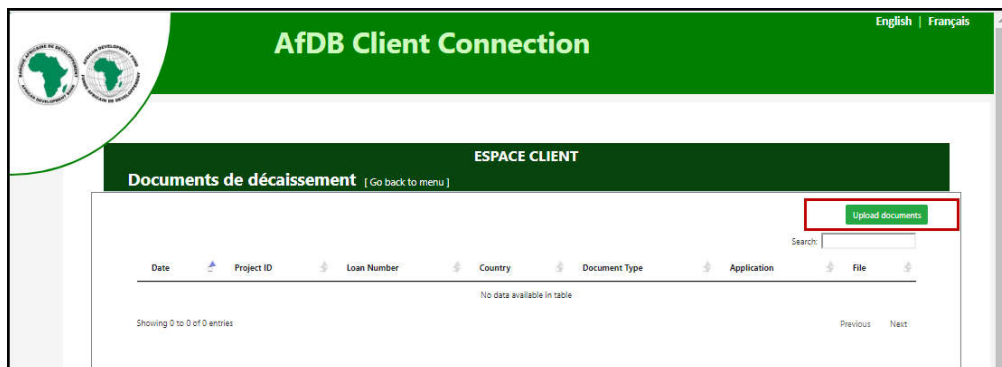 English | Français
AfDB Client Connection
ESPACE CLIENT
Documents de décaissement [ Go back to menu ]
Upload documents
Search:
Date Project ID Loan Number Country Document Type Application File
No data available in table
Showing 0 to 0 of 0 entries
Previous Next